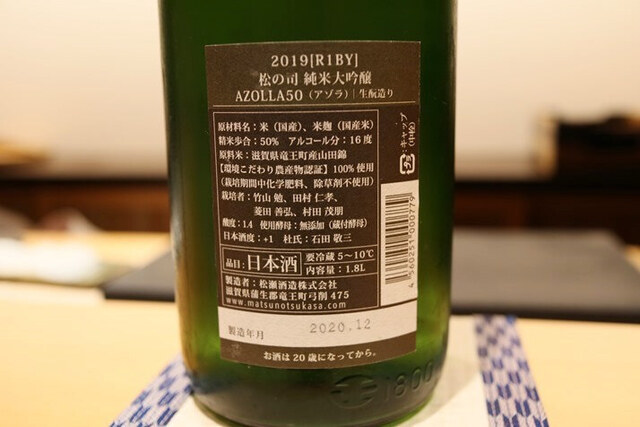 2019[R1BY]
松の司 純米大吟醸
AZOLLA50(アゾラ)|生酛造り
原材料名:米(国産)、米麹(国産米)
精米歩合:50% アルコール分:16度
原料米:滋賀県竜王町産山田錦
【環境こだわり農産物認証】100%使用
(栽培期間中化学肥料、除草剤不使用)
栽培者:竹山 勉、田村 仁孝、
菱田 善弘、村田 茂朋
酸度:1.4 使用酵母:無添加(蔵付酵母)
日本酒度:+1 杜氏:石田 敬三
品目:日本酒
要冷蔵5~10℃
内容量:1.8L
製造者:松瀬酒造株式会社
滋賀県蒲生郡竜王町弓削475
www.matsunotsukasa.com
:キャップ
(中栓)
4 560251 000779
製造年月 2020.12
お酒は20歳になってから。
1800